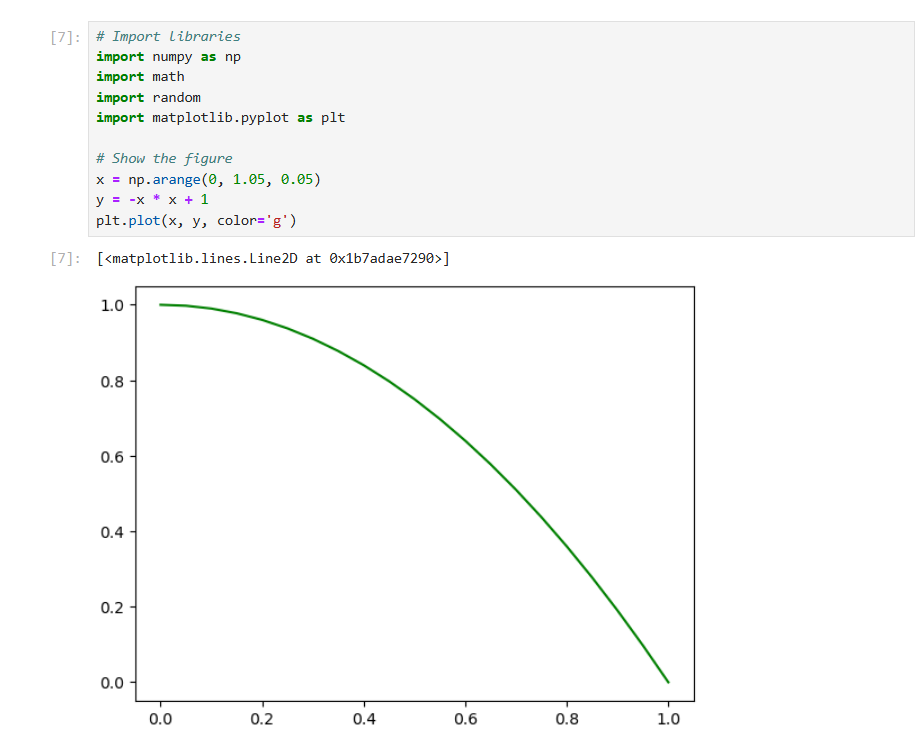 [7]: # Import libraries
import numpy as np
import math
import random
import matplotlib.pyplot as plt
# Show the figure
x = np.arange(0, 1.05, 0.05)
y = -x * x + 1
plt.plot(x, y, color='g')
[7]: [<matplotlib.lines.Line2D at 0x1b7adae7290>]
1.0
0.8
0.6
0.4
0.2
0.0
0.0 0.2 0.4 0.6 0.8 1.0